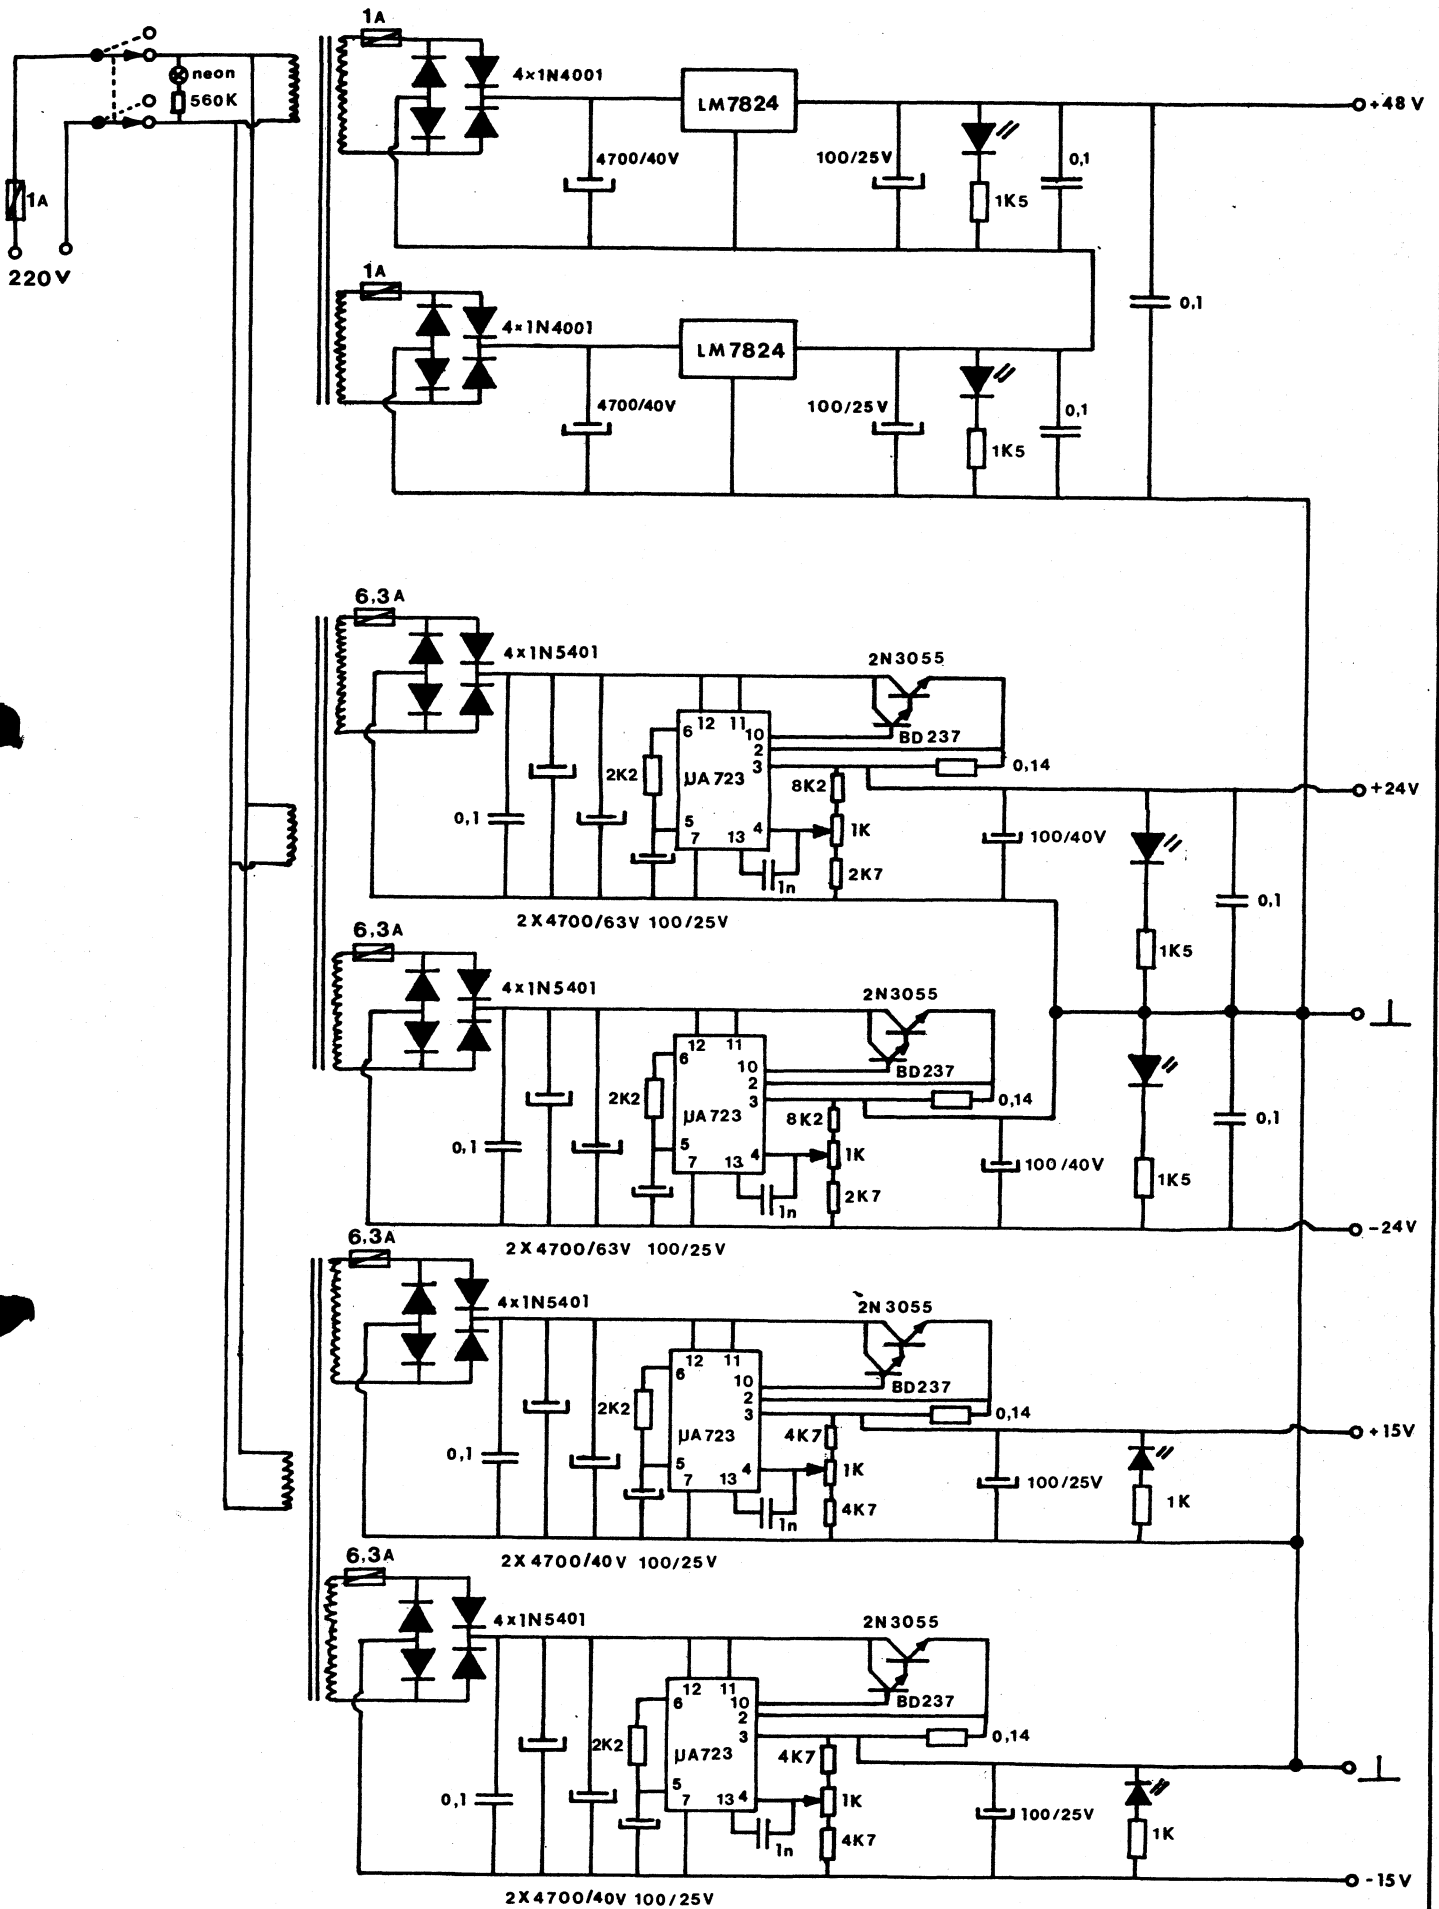 1A
neon
560K
4×1N4001
LM7824
+48V
4700/40V
100/25V
0,1
1K5
1A
220V
1A
0,1
4×1N4001
LM7824
4700/40V
100/25V
0,1
1K5
6,3A
4×1N5401
2N3055
12 11
6
10
BD237
2
3
0,14
2K2
µA723
8K2
+24V
0,1
5
4
1K
100/40V
7 13
2K7
1n
0,1
2X4700/63V 100/25V
1K5
6,3A
4×1N5401
2N3055
12 11
6
10
BD237
2
3
0,14
2K2
µA723
8K2
0,1
0,1
5
4
1K
100/40V
7 13
2K7
1n
1K5
-24V
2X4700/63V 100/25V
6,3A
4×1N5401
2N3055
12 11
6
10
BD237
2
3
0,14
2K2
µA723
4K7
+15V
0,1
5
4
1K
100/25V
7 13
4K7
1n
1K
2X4700/40V 100/25V
6,3A
4×1N5401
2N3055
12 11
6
10
BD237
2
3
0,14
2K2
µA723
4K7
0,1
5
4
1K
100/25V
7 13
4K7
1n
1K
-15V
2X4700/40V 100/25V